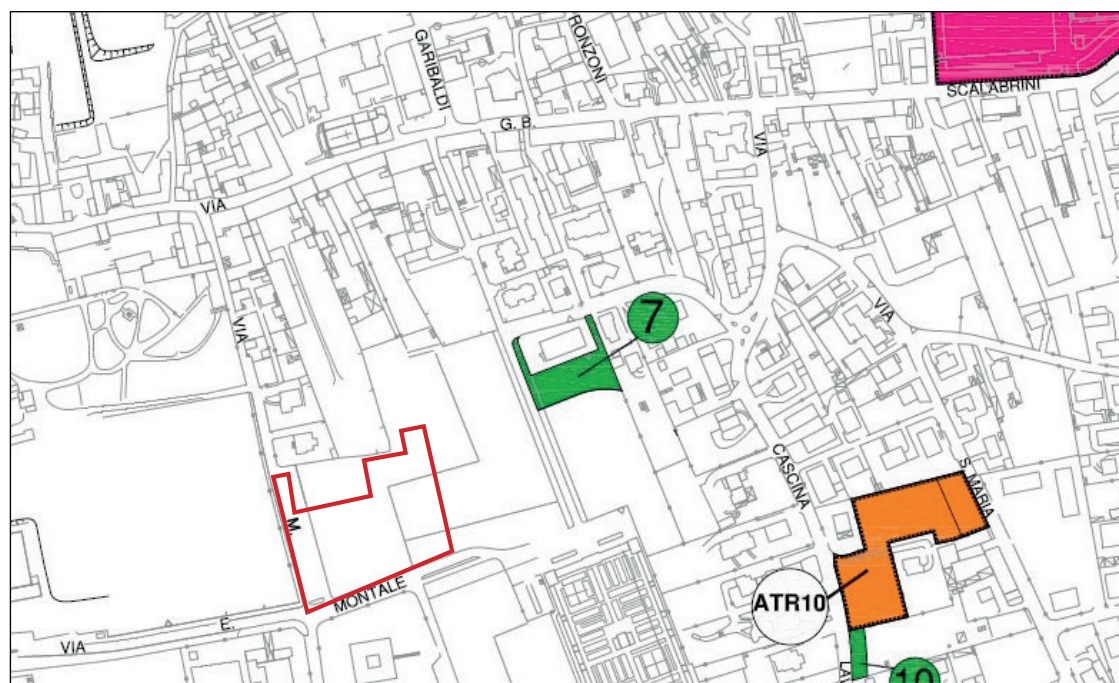 GARIBALDI
RONZONI
SCALABRINI
G. B.
VIA
VIA
VIA
VIA
7
CASCINA
S. MARIA
M.
MONTALE
ATR10
E.
VIA
10